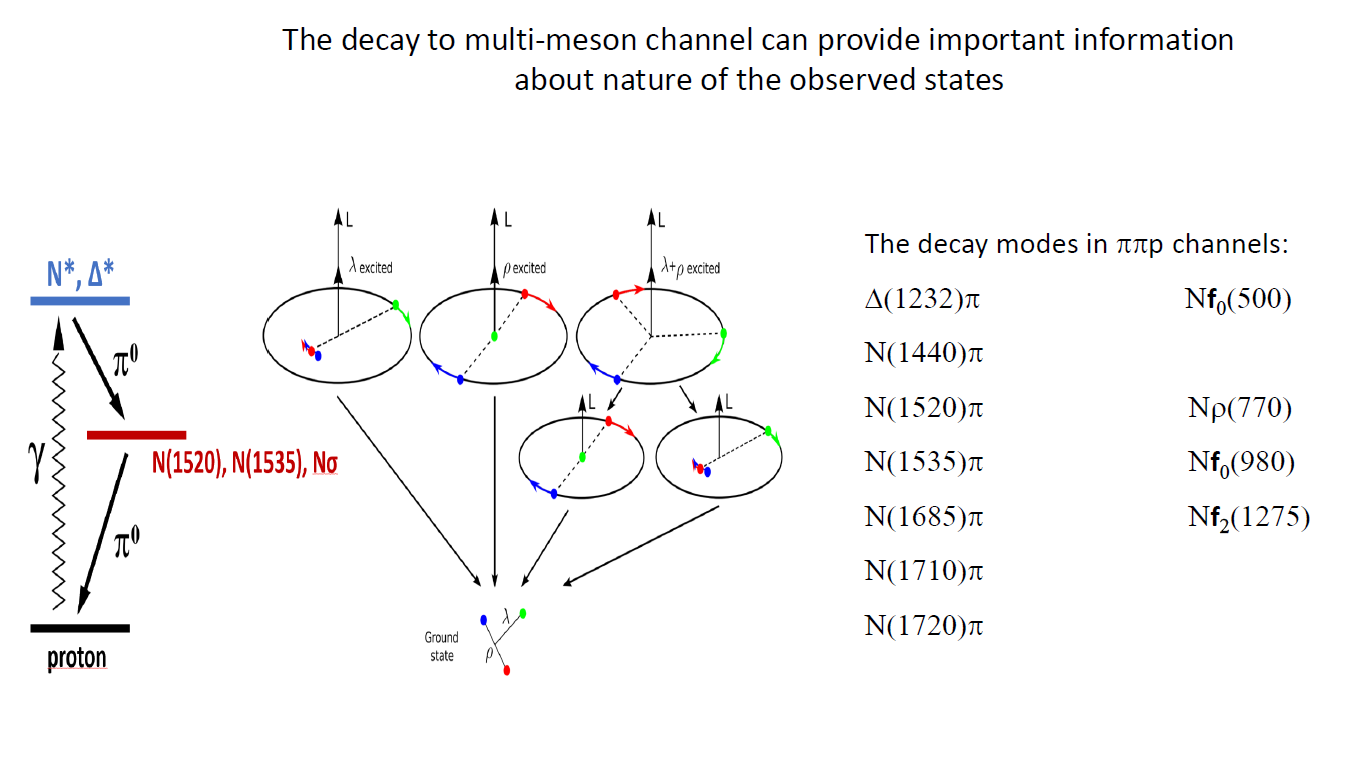 The decay to multi-meson channel can provide important information
about nature of the observed states
N*, Δ*
π⁰
γ
N(1520), N(1535), Nσ
π⁰
proton
L
λ excited
L
ρ excited
L
λ+ρ excited
L
L
Ground
state
λ
ρ
The decay modes in ππp channels:
Δ(1232)π Nf₀(500)
N(1440)π
N(1520)π Nρ(770)
N(1535)π Nf₀(980)
N(1685)π Nf₂(1275)
N(1710)π
N(1720)π